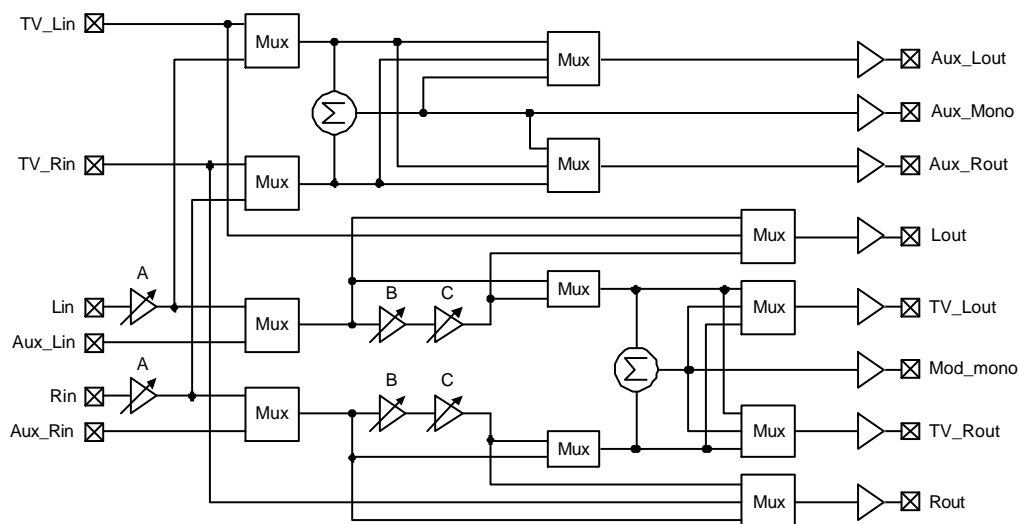 TV_Lin
Mux
Mux
Aux_Lout
Σ
Aux_Mono
TV_Rin
Mux
Mux
Aux_Rout
Mux
Lout
A
Lin
Mux
B
C
Mux
Mux
TV_Lout
Aux_Lin
Σ
Mod_mono
A
Rin
Mux
B
C
Mux
Mux
TV_Rout
Aux_Rin
Mux
Rout